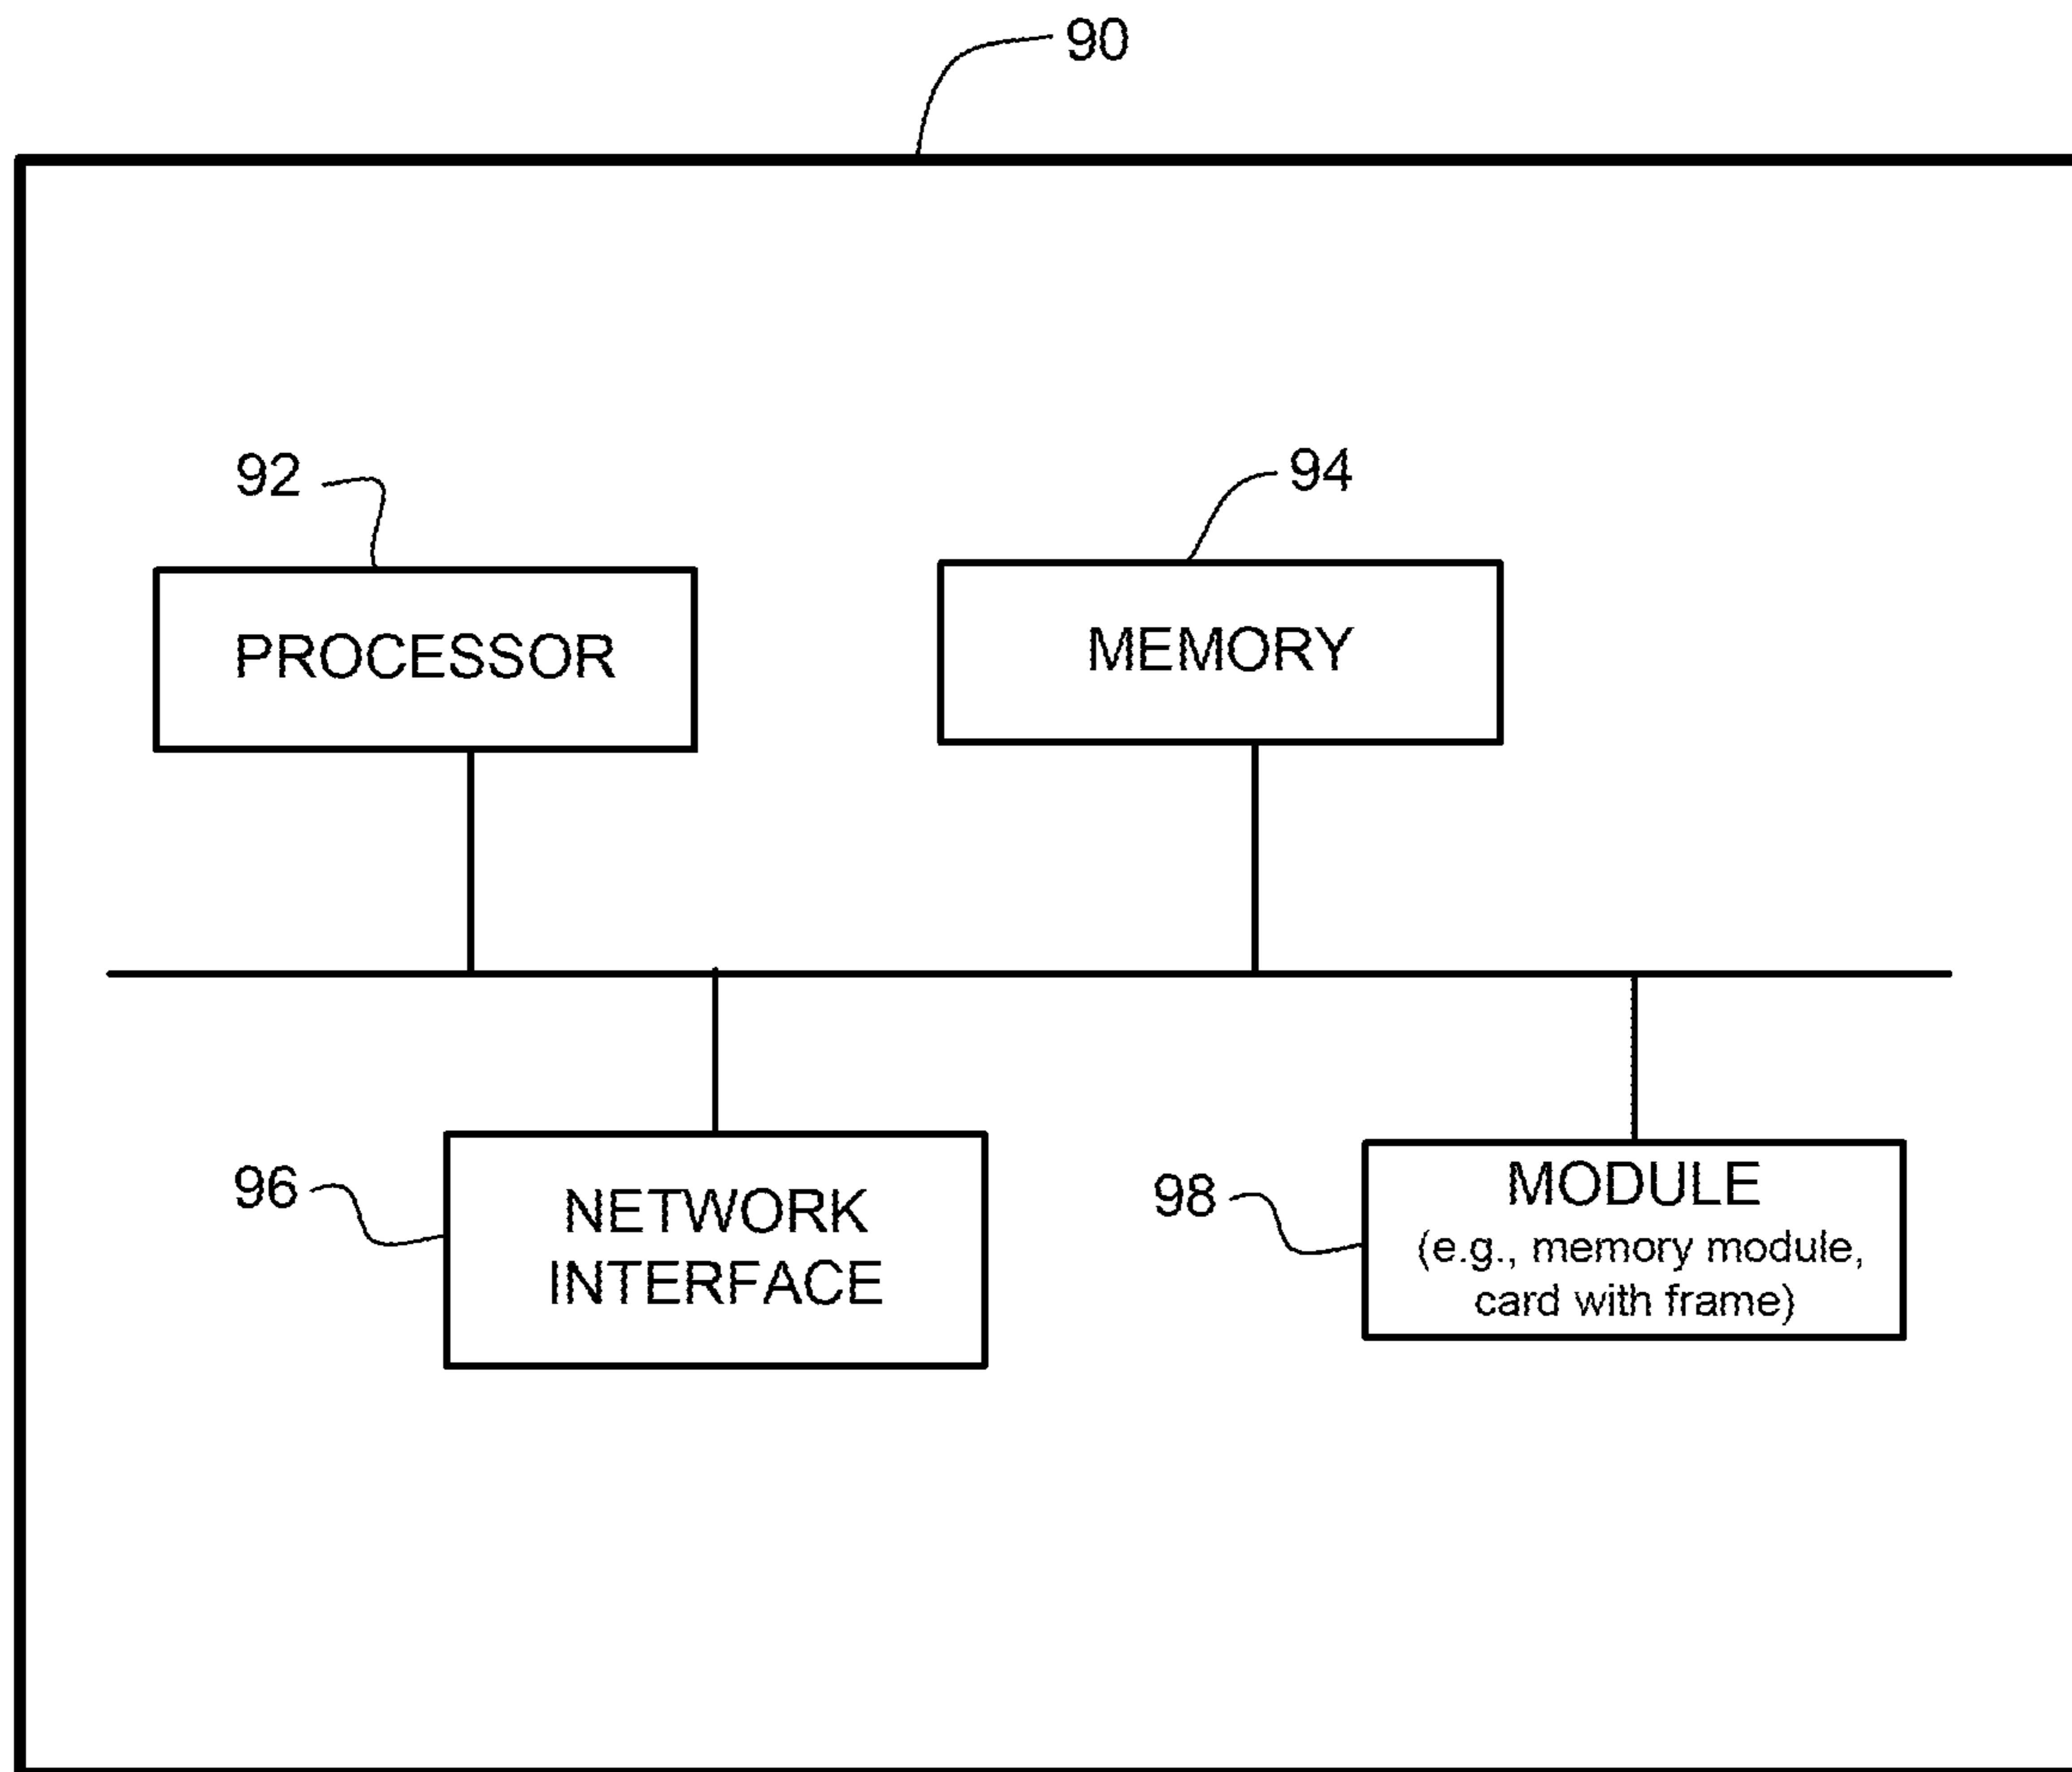 90
92
94
PROCESSOR
MEMORY
96
NETWORK
INTERFACE
98
MODULE
(e.g., memory module,
card with frame)